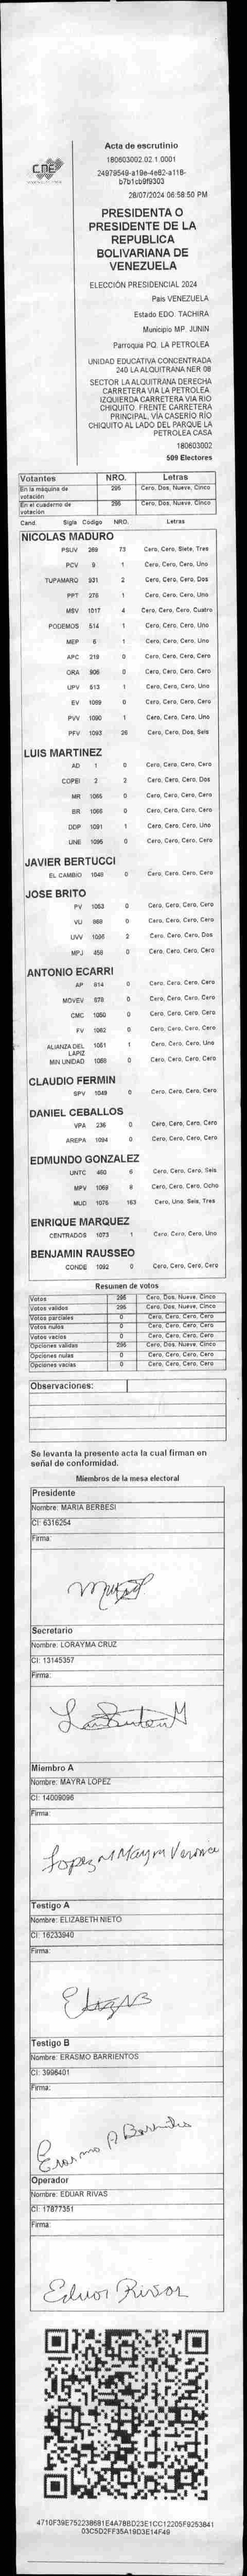 CNE
Acta de escrutinio
180603002.02.1.0001
24979548-a19e-4e82-a118-
b7b1cb9f9303
28/07/2024 06:58:50 PM
PRESIDENTA O
PRESIDENTE DE LA
REPUBLICA
BOLIVARIANA DE
VENEZUELA
ELECCIÓN PRESIDENCIAL 2024
Pais VENEZUELA
Estado EDO. TACHIRA
Municipio MP. JUNIN
Parroquia PQ. LA PETROLEA
UNIDAD EDUCATIVA CONCENTRADA
240 LA ALQUITRANA NER 08
SECTOR LA ALQUITRANA DERECHA
CARRETERA VIA LA PETROLEA.
IZQUIERDA CARRETERA VIA RIO
CHIQUITO. FRENTE CARRETERA
PRINCIPAL, VÍA CASERÍO RÍO
CHIQUITO AL LADO DEL PARQUE LA
PETROLEA CASA
180603002
509 Electores
Votantes NRO. Letras
En la máquina de votación 295 Cero, Dos, Nueve, Cinco
En el cuaderno de votación 295 Cero, Dos, Nueve, Cinco
Cand. Sigla Código NRO. Letras
NICOLAS MADURO
PSUV 269 73 Cero, Cero, Siete, Tres
PCV 9 1 Cero, Cero, Cero, Uno
TUPAMARO 931 2 Cero, Cero, Cero, Dos
PPT 276 1 Cero, Cero, Cero, Uno
MSV 1017 4 Cero, Cero, Cero, Cuatro
PODEMOS 514 1 Cero, Cero, Cero, Uno
MEP 6 1 Cero, Cero, Cero, Uno
APC 219 0 Cero, Cero, Cero, Cero
ORA 906 0 Cero, Cero, Cero, Cero
UPV 513 1 Cero, Cero, Cero, Uno
EV 1099 0 Cero, Cero, Cero, Cero
PVV 1090 1 Cero, Cero, Cero, Uno
PFV 1093 26 Cero, Cero, Dos, Seis
LUIS MARTINEZ
AD 1 0 Cero, Cero, Cero, Cero
COPEI 2 2 Cero, Cero, Cero, Dos
MR 1065 0 Cero, Cero, Cero, Cero
BR 1066 0 Cero, Cero, Cero, Cero
DDP 1091 1 Cero, Cero, Cero, Uno
UNE 1095 0 Cero, Cero, Cero, Cero
JAVIER BERTUCCI
EL CAMBIO 1048 0 Cero, Cero, Cero, Cero
JOSE BRITO
PV 1053 0 Cero, Cero, Cero, Cero
VU 868 0 Cero, Cero, Cero, Cero
UVV 1056 2 Cero, Cero, Cero, Dos
MPJ 458 0 Cero, Cero, Cero, Cero
ANTONIO ECARRI
AP 814 0 Cero, Cero, Cero, Cero
MOVEV 878 0 Cero, Cero, Cero, Cero
CMC 1050 0 Cero, Cero, Cero, Cero
FV 1062 0 Cero, Cero, Cero, Cero
ALIANZA DEL LAPIZ 1051 1 Cero, Cero, Cero, Uno
MIN UNIDAD 1068 0 Cero, Cero, Cero, Cero
CLAUDIO FERMIN
SPV 1049 0 Cero, Cero, Cero, Cero
DANIEL CEBALLOS
VPA 236 0 Cero, Cero, Cero, Cero
AREPA 1094 0 Cero, Cero, Cero, Cero
EDMUNDO GONZALEZ
UNTC 460 6 Cero, Cero, Cero, Seis
MPV 1069 8 Cero, Cero, Cero, Ocho
MUD 1076 163 Cero, Uno, Seis, Tres
ENRIQUE MARQUEZ
CENTRADOS 1073 1 Cero, Cero, Cero, Uno
BENJAMIN RAUSSEO
CONDE 1092 0 Cero, Cero, Cero, Cero
Resumen de votos
Votos 295 Cero, Dos, Nueve, Cinco
Votos validos 295 Cero, Dos, Nueve, Cinco
Votos parciales 0 Cero, Cero, Cero, Cero
Votos nulos 0 Cero, Cero, Cero, Cero
Votos vacios 0 Cero, Cero, Cero, Cero
Opciones validas 295 Cero, Dos, Nueve, Cinco
Opciones nulas 0 Cero, Cero, Cero, Cero
Opciones vacias 0 Cero, Cero, Cero, Cero
Observaciones:
Se levanta la presente acta la cual firman en
señal de conformidad.
Miembros de la mesa electoral
Presidente
Nombre: MARIA BERBESI
CI: 6316254
Firma:
Secretario
Nombre: LORAYMA CRUZ
CI: 13145357
Firma:
Miembro A
Nombre: MAYRA LOPEZ
CI: 14009096
Firma:
Lopez M Mayra Veronica
Testigo A
Nombre: ELIZABETH NIETO
CI: 16233940
Firma:
Testigo B
Nombre: ERASMO BARRIENTOS
CI: 3996401
Firma:
Erasmo A Barrientos
Operador
Nombre: EDUAR RIVAS
CI: 17877351
Firma:
Eduar Rivas
4710F39E752238691E4A78BD23E1CC12205F9253841
03C5D2FF35A19D3E14F49